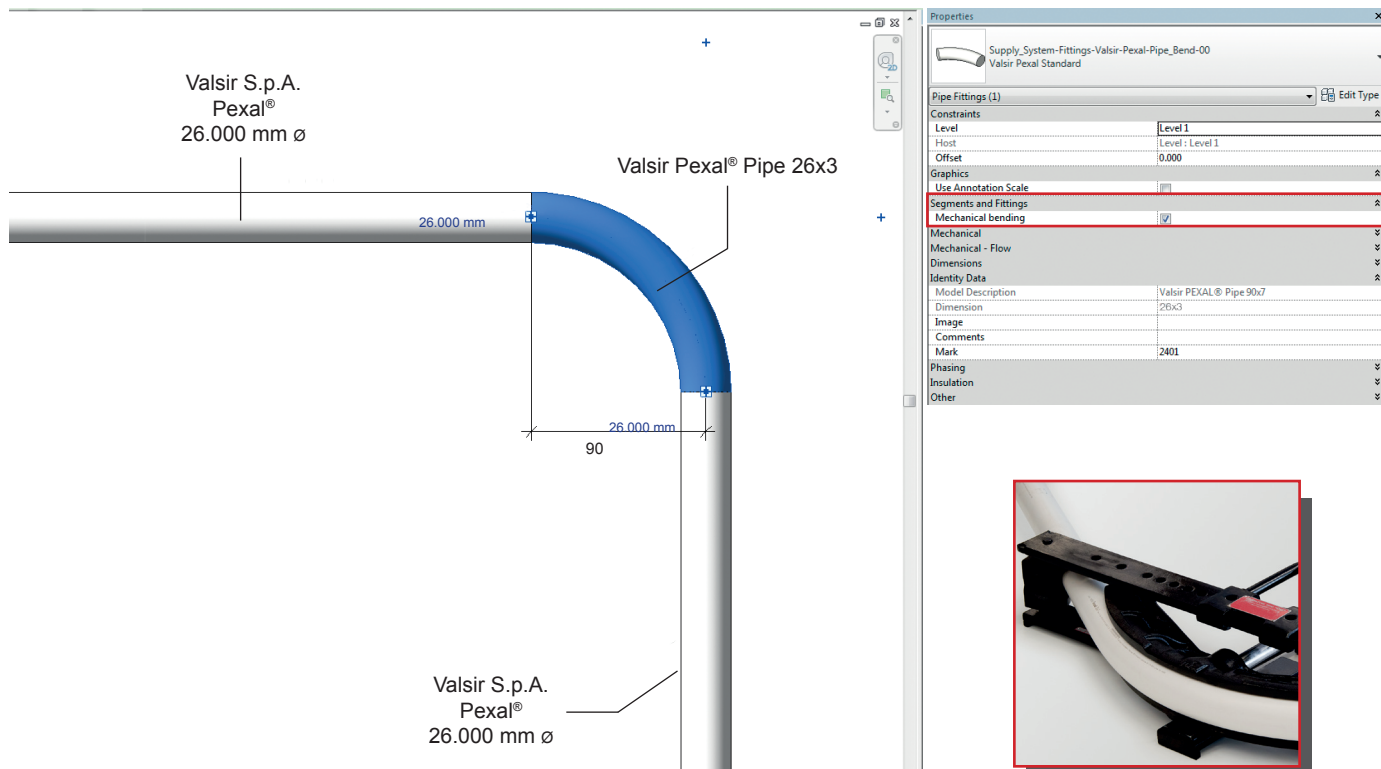 Valsir S.p.A.
Pexal®
26.000 mm ø
Valsir Pexal® Pipe 26x3
26.000 mm
26.000 mm
90
Valsir S.p.A.
Pexal®
26.000 mm ø
2D
Properties
Supply_System-Fittings-Valsir-Pexal-Pipe_Bend-00
Valsir Pexal Standard
Pipe Fittings (1) Edit Type
Constraints
Level Level 1
Host Level : Level 1
Offset 0.000
Graphics
Use Annotation Scale
Segments and Fittings
Mechanical bending
Mechanical
Mechanical - Flow
Dimensions
Identity Data
Model Description Valsir PEXAL® Pipe 90x7
Dimension 26x3
Image
Comments
Mark 2401
Phasing
Insulation
Other